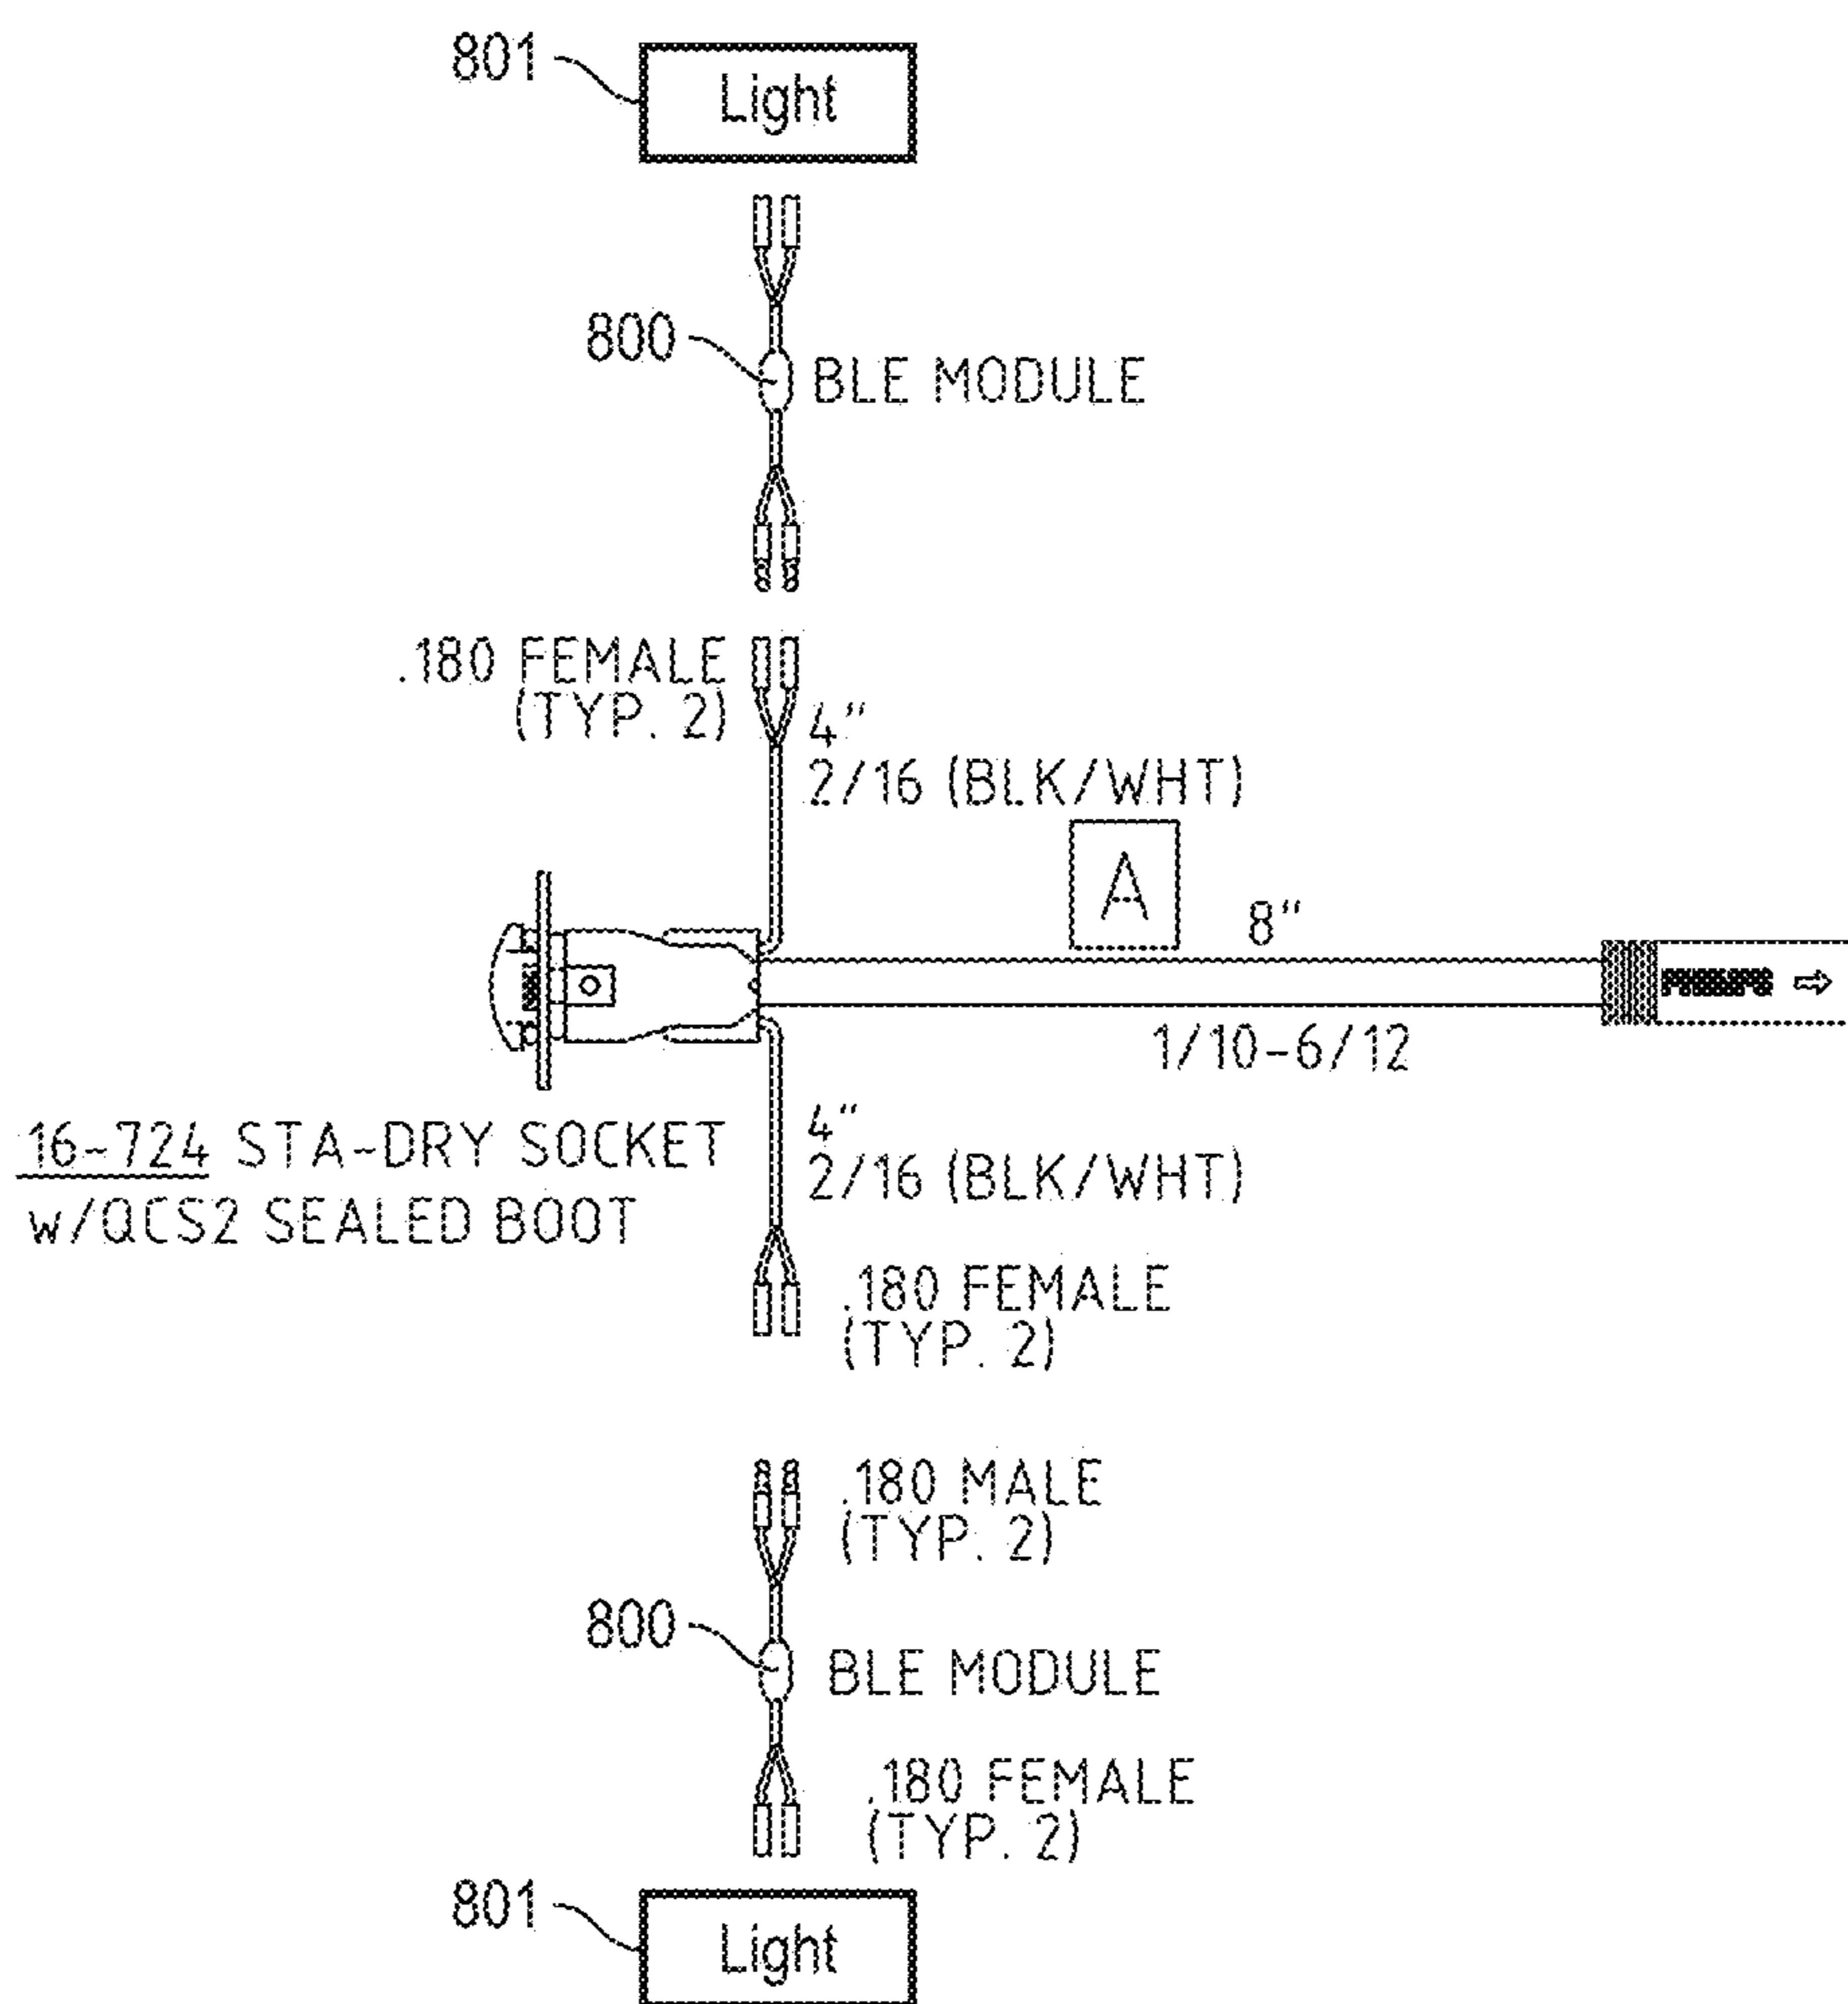 801
Light
800
BLE MODULE
.180 FEMALE
(TYP. 2)
4"
2/16 (BLK/WHT)
A
8"
1/10-6/12
16-724 STA-DRY SOCKET
W/QCS2 SEALED BOOT
4"
2/16 (BLK/WHT)
.180 FEMALE
(TYP. 2)
.180 MALE
(TYP. 2)
800
BLE MODULE
.180 FEMALE
(TYP. 2)
801
Light